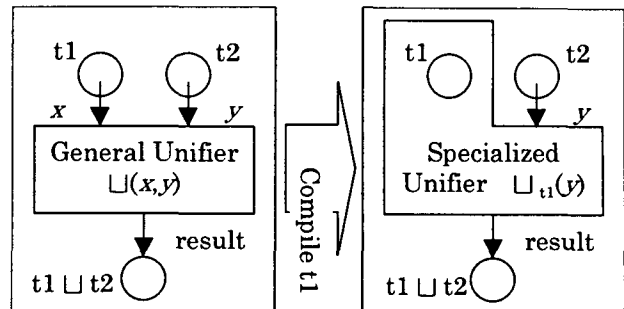 t1 t2
x y
General Unifier
⊔(x,y)
result
t1 ⊔ t2
Compile t1
t1 t2
y
Specialized
Unifier ⊔t1(y)
result
t1 ⊔ t2